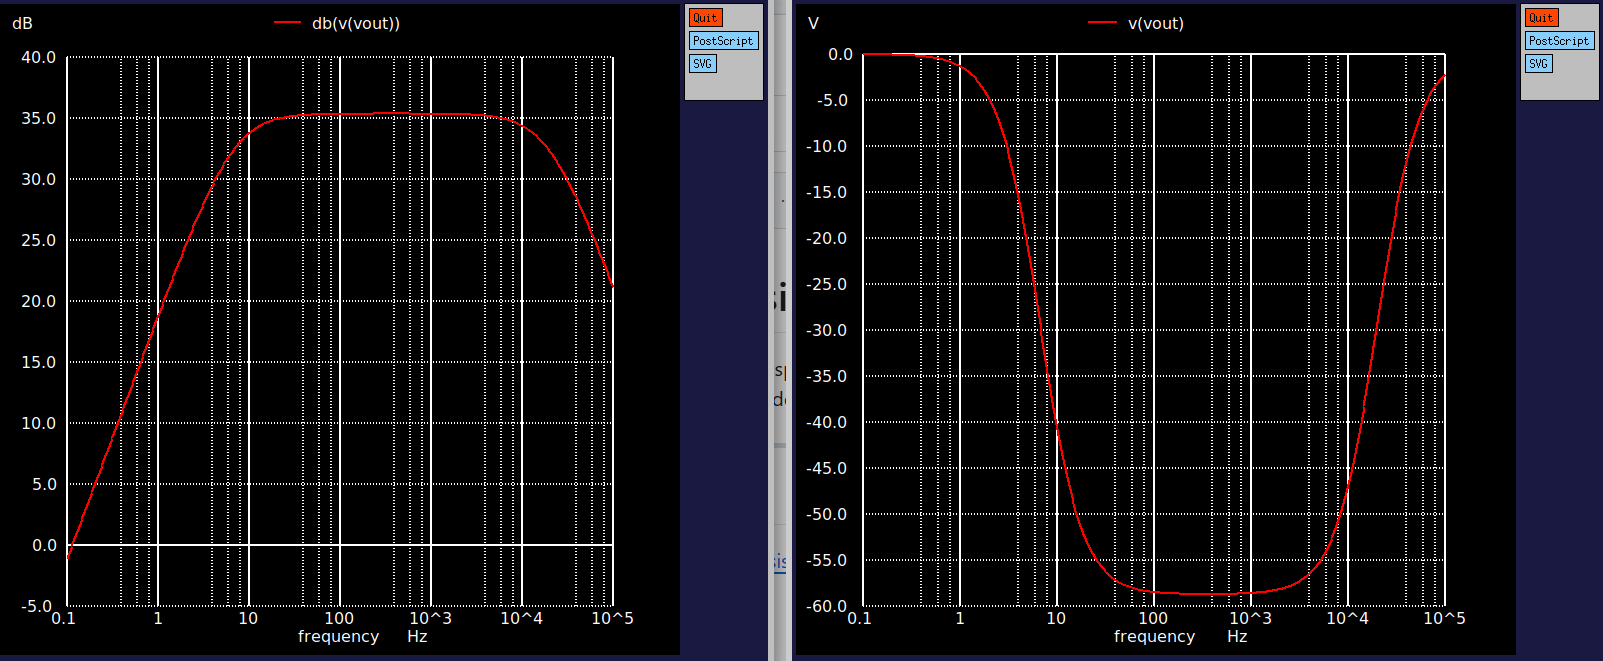 dB
db(v(vout))
40.0
35.0
30.0
25.0
20.0
15.0
10.0
5.0
0.0
-5.0
0.1 1 10 100 10^3 10^4 10^5
frequency Hz
Quit
PostScript
SVG
si
sp
de
sis
V
v(vout)
0.0
-5.0
-10.0
-15.0
-20.0
-25.0
-30.0
-35.0
-40.0
-45.0
-50.0
-55.0
-60.0
0.1 1 10 100 10^3 10^4 10^5
frequency Hz
Quit
PostScript
SVG